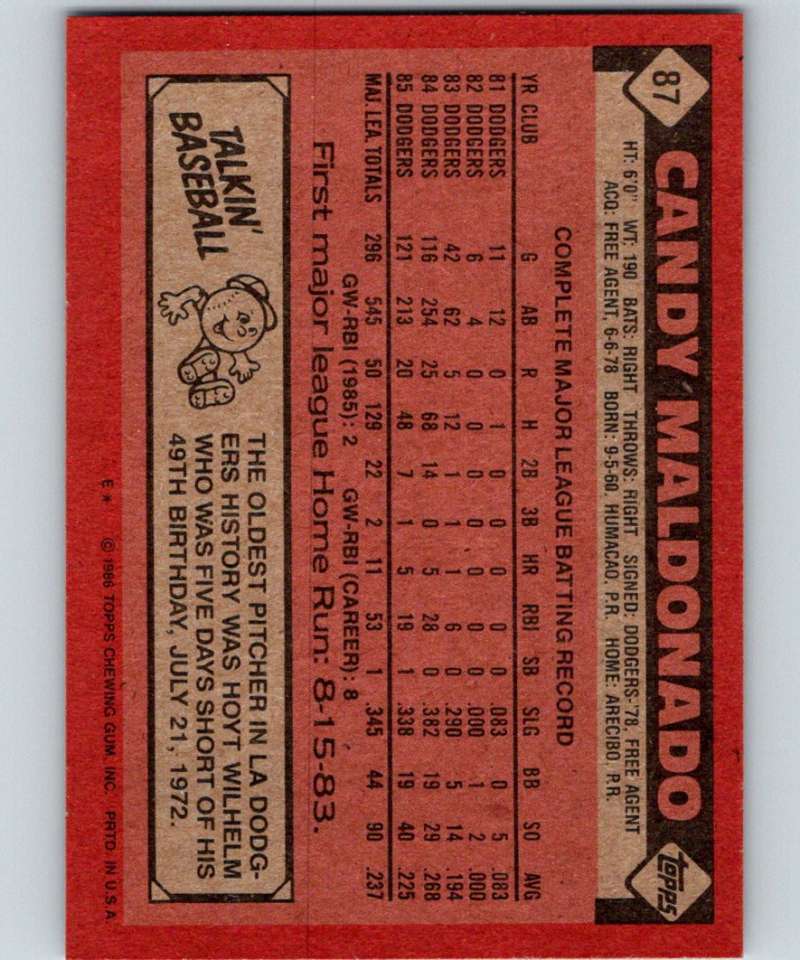 87 CANDY MALDONADO topps
HT: 6'0" WT: 190 BATS: RIGHT THROWS: RIGHT SIGNED: DODGERS-'78, FREE AGENT
ACQ: FREE AGENT, 6-6-78 BORN: 9-5-60, HUMACAO, P.R. HOME: ARECIBO, P.R.
COMPLETE MAJOR LEAGUE BATTING RECORD
YR CLUB G AB R H 2B 3B HR RBI SB SLG BB SO AVG
81 DODGERS 11 12 0 1 0 0 0 0 0 .083 0 5 .083
82 DODGERS 6 4 0 0 0 0 0 0 0 .000 1 2 .000
83 DODGERS 42 62 5 12 1 1 1 6 0 .290 5 14 .194
84 DODGERS 116 254 25 68 14 0 5 28 0 .382 19 29 .268
85 DODGERS 121 213 20 48 7 1 5 19 1 .338 19 40 .225
MAJ. LEA. TOTALS 296 545 50 129 22 2 11 53 1 .345 44 90 .237
GW-RBI (1985): 2 GW-RBI (CAREER): 8
First major league Home Run: 8-15-83.
TALKIN'
BASEBALL
THE OLDEST PITCHER IN LA DODG-
ERS HISTORY WAS HOYT WILHELM
WHO WAS FIVE DAYS SHORT OF HIS
49TH BIRTHDAY, JULY 21, 1972.
E* © 1986 TOPPS CHEWING GUM, INC. PRTD. IN U.S.A.